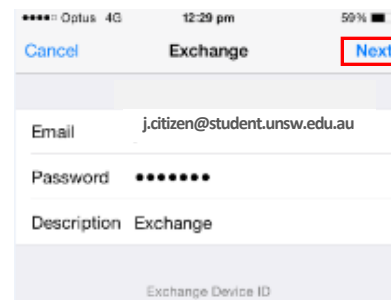 Optus 4G 12:29 pm 59%
Cancel Exchange Next
Email j.citizen@student.unsw.edu.au
Password ●●●●●●●
Description Exchange
Exchange Device ID